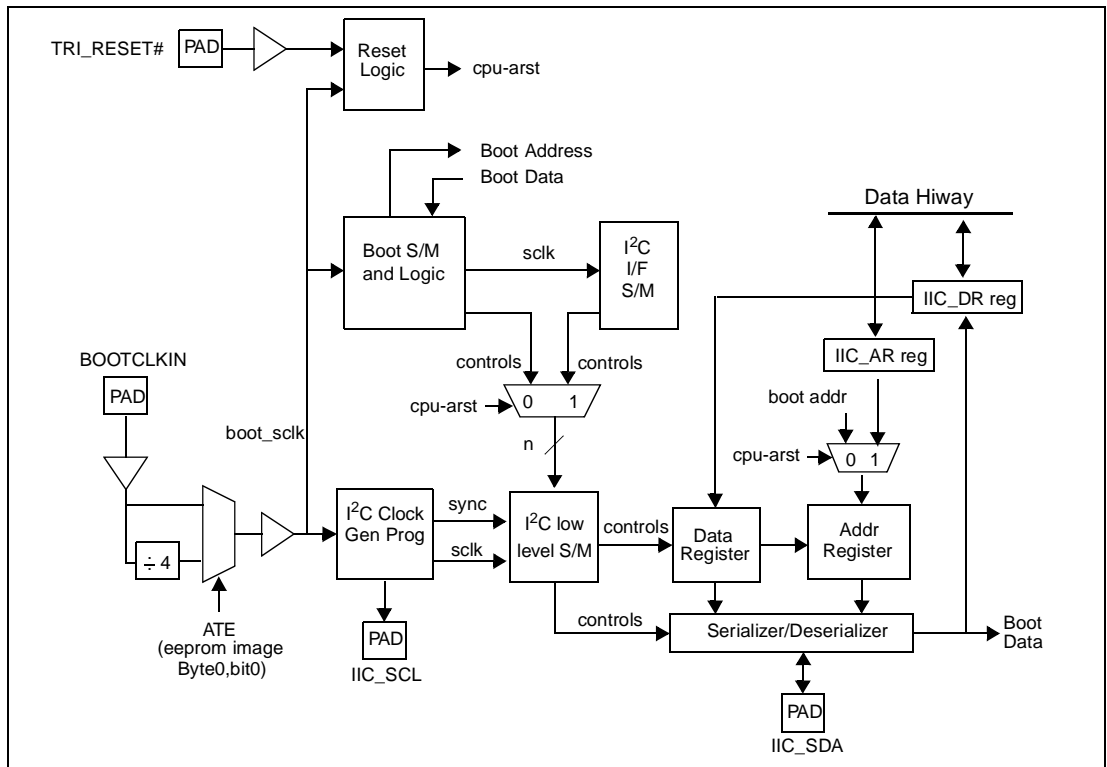 TRI_RESET#
PAD
Reset
Logic
cpu-arst
Boot Address
Boot Data
Data Hiway
Boot S/M
and Logic
sclk
I²C
I/F
S/M
IIC_DR reg
IIC_AR reg
BOOTCLKIN
PAD
controls
controls
boot addr
cpu-arst
0 1
n
boot_sclk
cpu-arst
0 1
I²C Clock
Gen Prog
sync
sclk
I²C low
level S/M
controls
Data
Register
Addr
Register
÷ 4
ATE
(eeprom image
Byte0,bit0)
PAD
IIC_SCL
controls
Serializer/Deserializer
Boot
Data
PAD
IIC_SDA